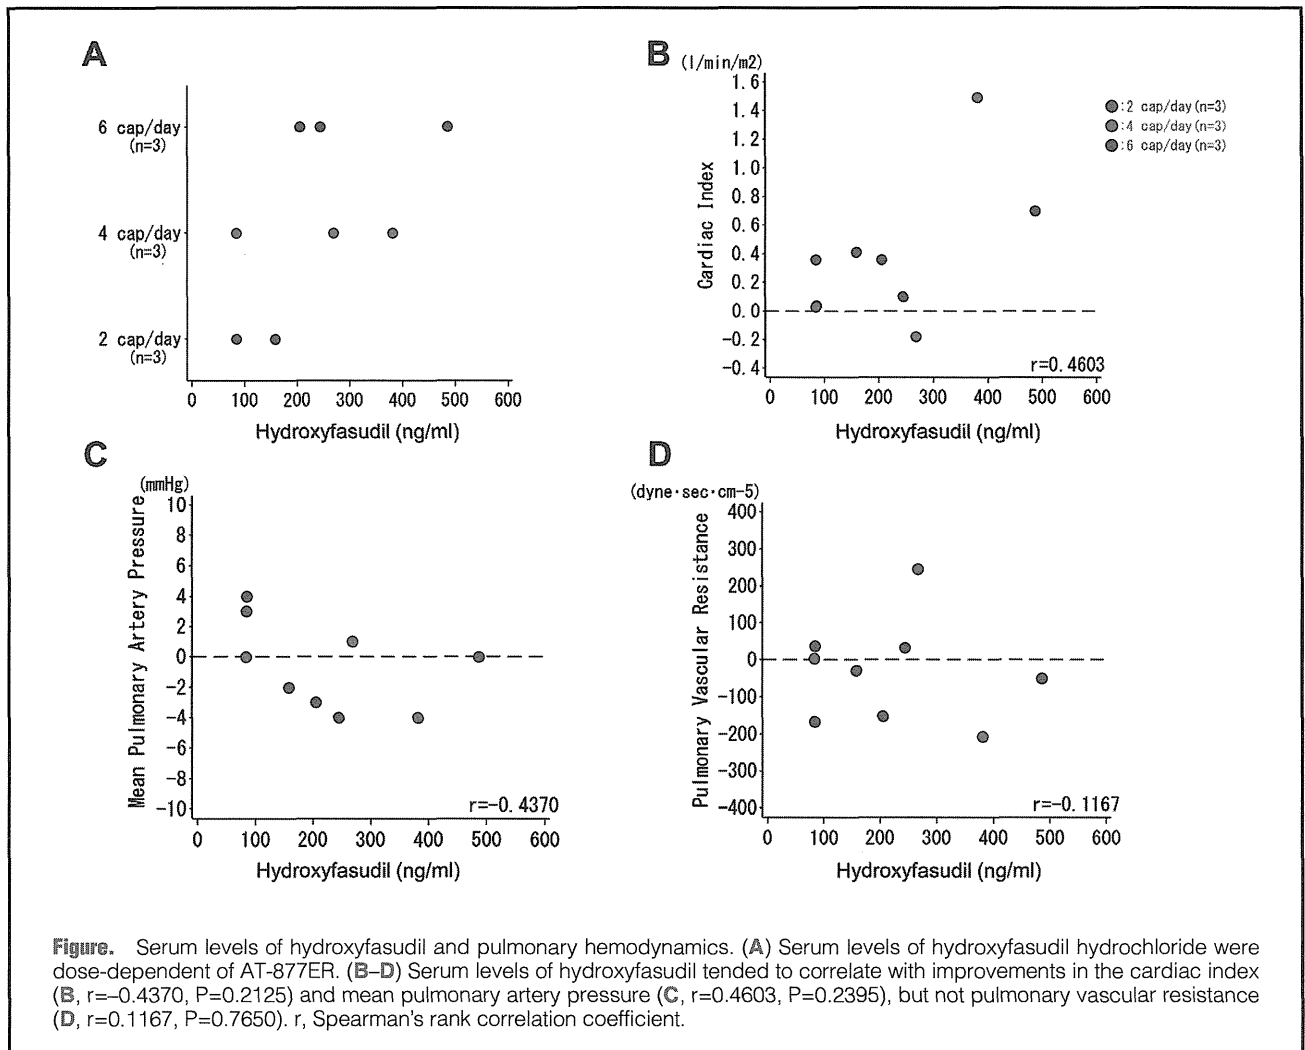 A
6 cap/day
(n=3)
4 cap/day
(n=3)
2 cap/day
(n=3)
0 100 200 300 400 500 600
Hydroxyfasudil (ng/ml)
B
(l/min/m2)
Cardiac Index
1.6
1.4
1.2
1.0
0.8
0.6
0.4
0.2
0.0
-0.2
-0.4
:2 cap/day(n=3)
:4 cap/day(n=3)
:6 cap/day(n=3)
r=0.4603
0 100 200 300 400 500 600
Hydroxyfasudil (ng/ml)
C
(mmHg)
Mean Pulmonary Artery Pressure
10
8
6
4
2
0
-2
-4
-6
-8
-10
r=-0.4370
0 100 200 300 400 500 600
Hydroxyfasudil (ng/ml)
D
(dyne·sec·cm-5)
Pulmonary Vascular Resistance
400
300
200
100
0
-100
-200
-300
-400
r=-0.1167
0 100 200 300 400 500 600
Hydroxyfasudil (ng/ml)
Figure. Serum levels of hydroxyfasudil and pulmonary hemodynamics. (A) Serum levels of hydroxyfasudil hydrochloride were
dose-dependent of AT-877ER. (B–D) Serum levels of hydroxyfasudil tended to correlate with improvements in the cardiac index
(B, r=–0.4370, P=0.2125) and mean pulmonary artery pressure (C, r=0.4603, P=0.2395), but not pulmonary vascular resistance
(D, r=0.1167, P=0.7650). r, Spearman's rank correlation coefficient.